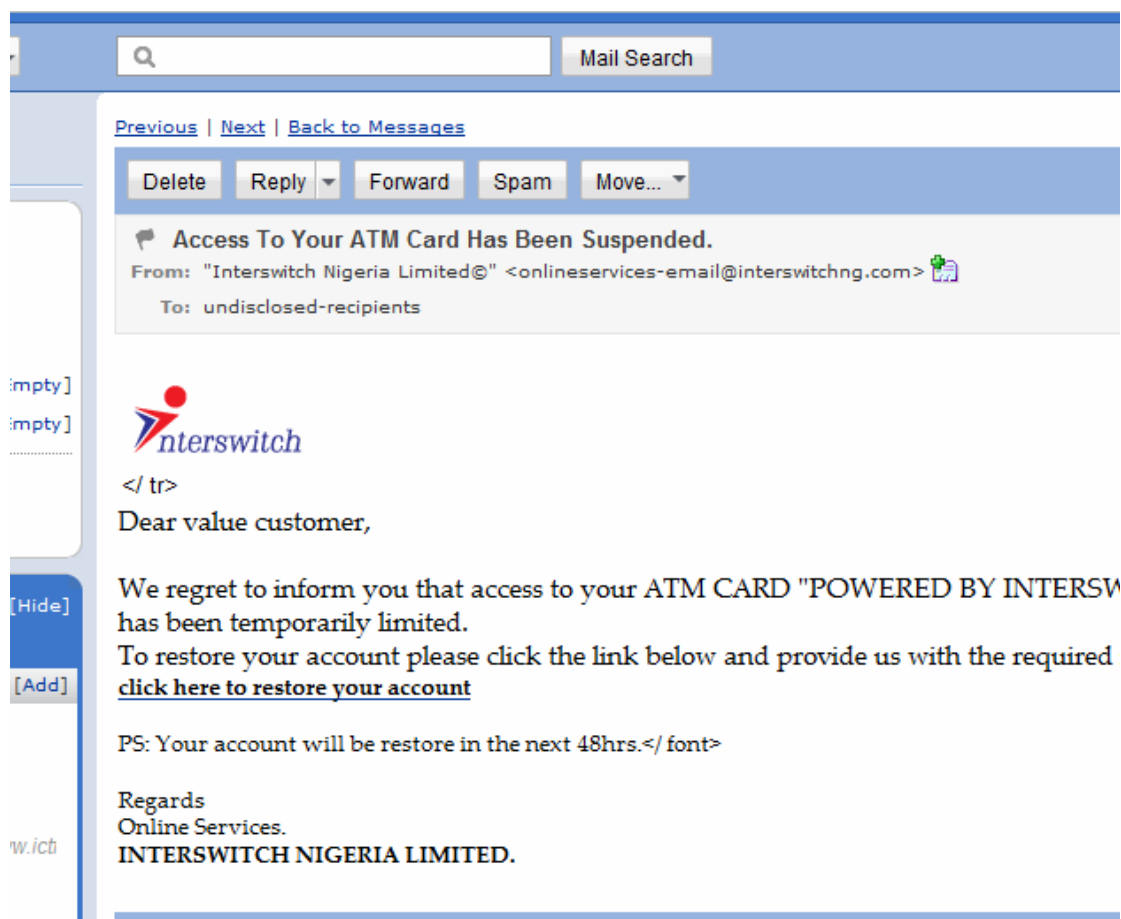 Mail Search
Previous | Next | Back to Messages
Delete Reply Forward Spam Move...
Access To Your ATM Card Has Been Suspended.
From: "Interswitch Nigeria Limited©" <onlineservices-email@interswitchng.com>
To: undisclosed-recipients
Empty]
Empty]
nterswitch
</ tr>
Dear value customer,
We regret to inform you that access to your ATM CARD "POWERED BY INTERSW
has been temporarily limited.
[Hide]
To restore your account please click the link below and provide us with the required
[Add]
click here to restore your account
PS: Your account will be restore in the next 48hrs.</ font>
Regards
Online Services.
w.ict
INTERSWITCH NIGERIA LIMITED.